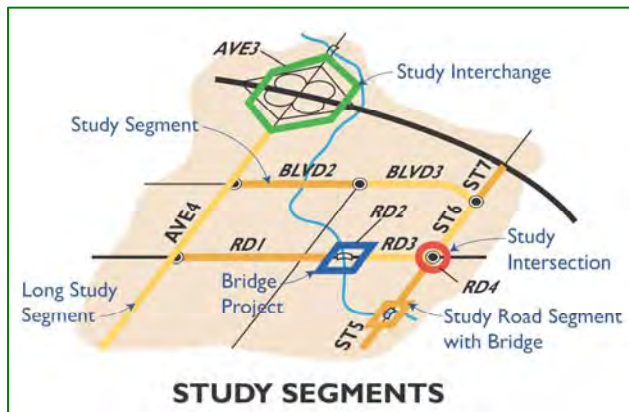 AVE3
Study Interchange
Study Segment
BLVD2
BLVD3
ST7
AVE4
ST6
RD2
RD1
RD3
Study
Intersection
Bridge
Project
RD4
Long Study
Segment
ST5
Study Road Segment
with Bridge
STUDY SEGMENTS